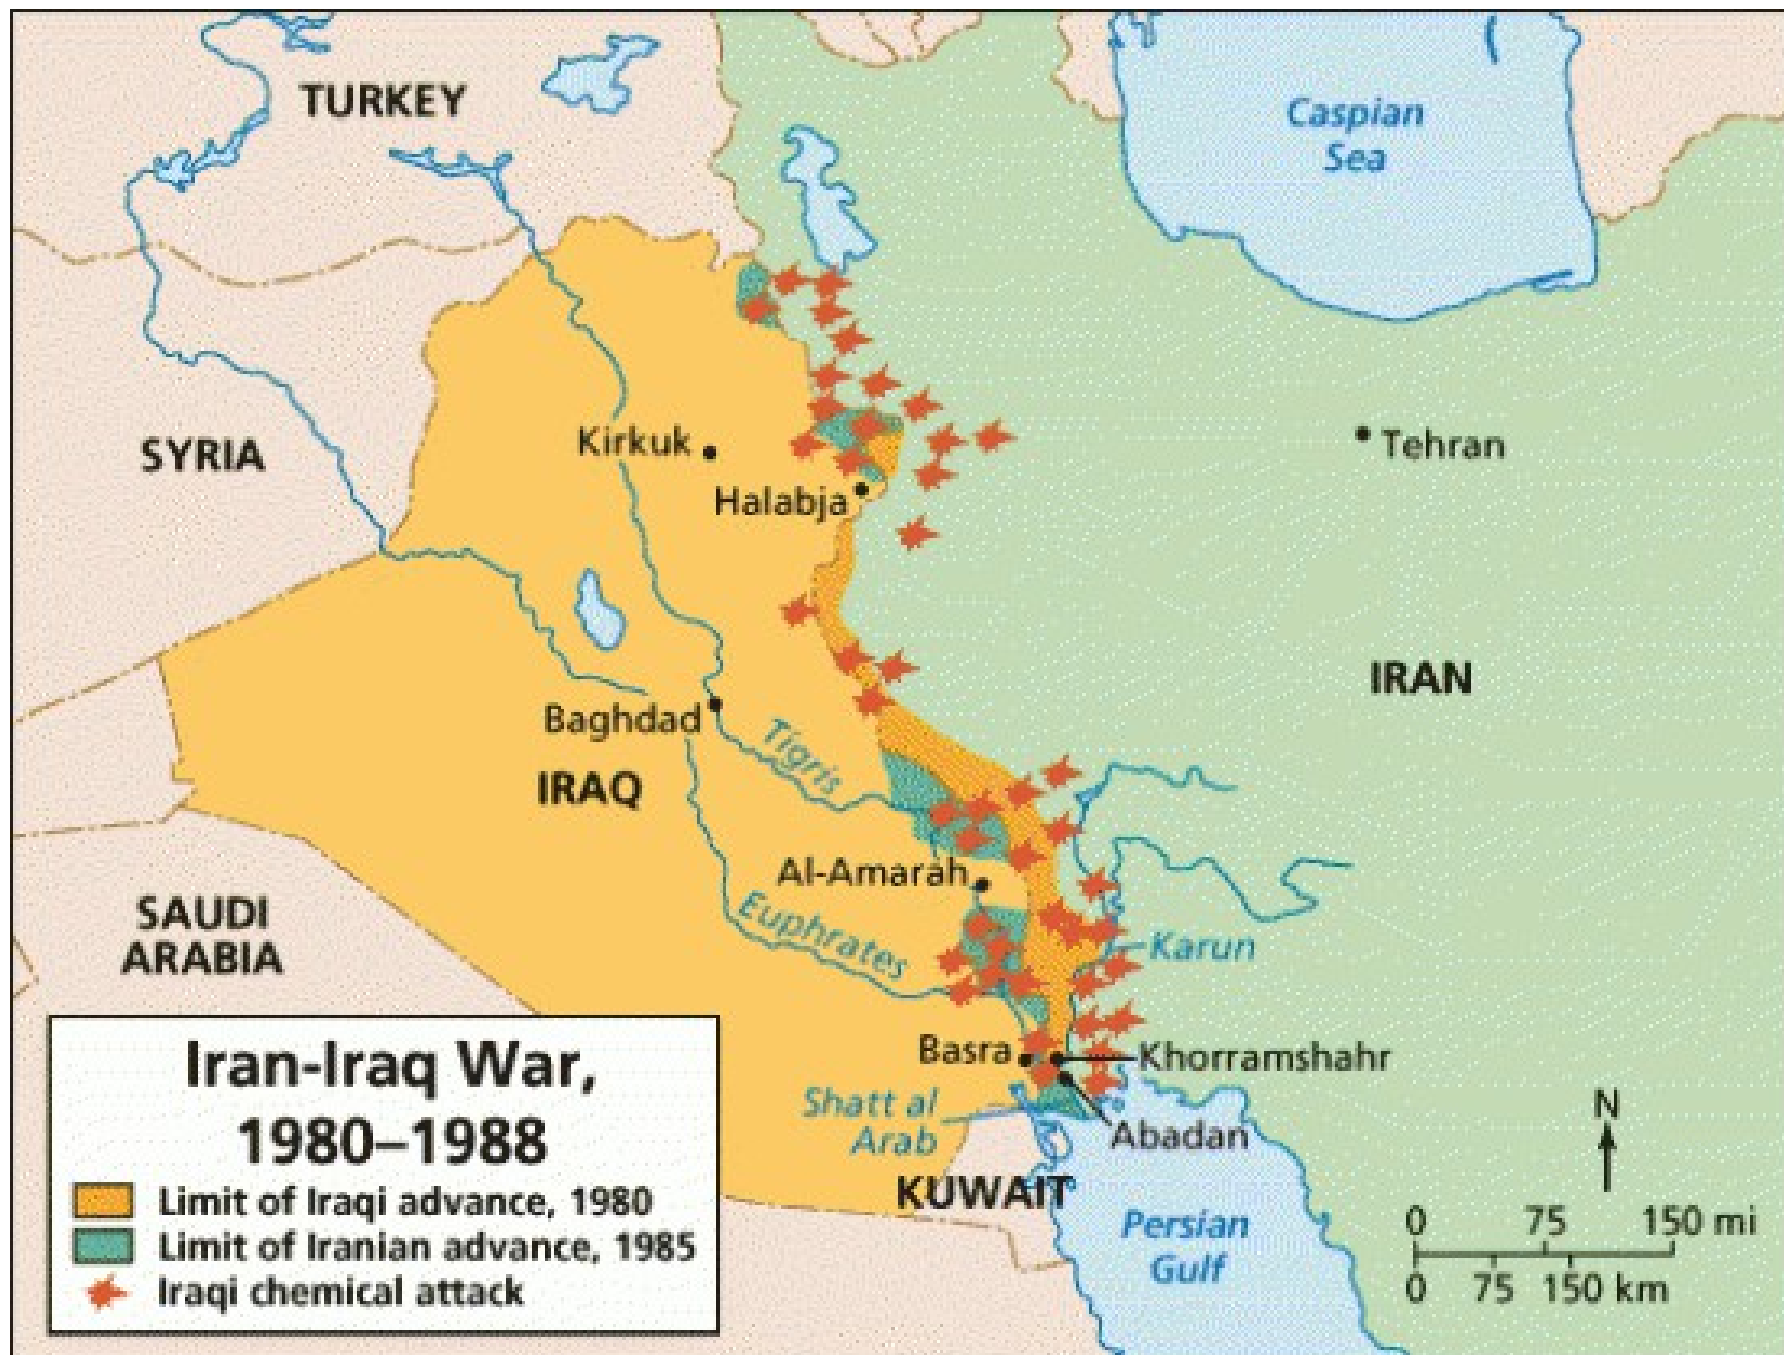 TURKEY
Caspian
Sea
SYRIA
Kirkuk
Halabja
Tehran
IRAN
Baghdad
Tigris
IRAQ
Al-Amarah
Euphrates
Karun
SAUDI
ARABIA
Basra
Khorramshahr
Shatt al
Arab
Abadan
KUWAIT
Persian
Gulf
N
0 75 150 mi
0 75 150 km
Iran-Iraq War,
1980–1988
Limit of Iraqi advance, 1980
Limit of Iranian advance, 1985
Iraqi chemical attack